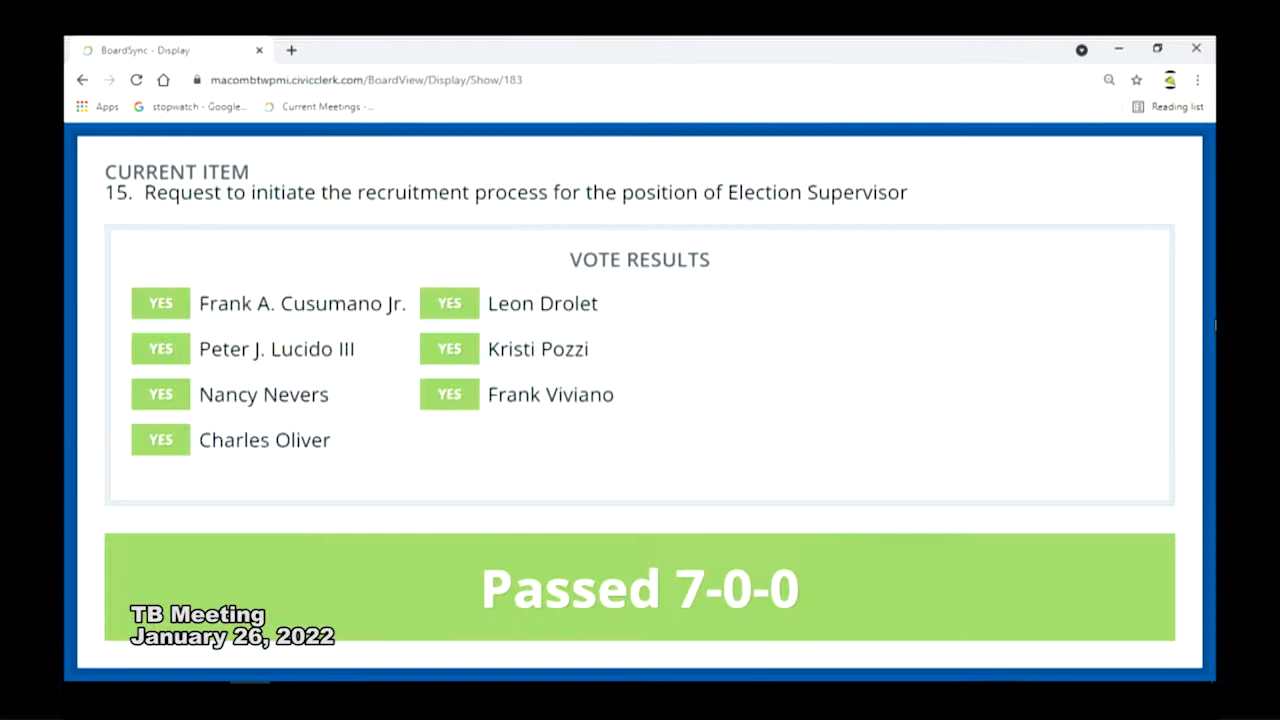 BoardSync - Display
macombtwpmi.civicclerk.com/BoardView/Display/Show/183
Apps stopwatch - Google... Current Meetings -... Reading list
CURRENT ITEM
15. Request to initiate the recruitment process for the position of Election Supervisor
VOTE RESULTS
YES Frank A. Cusumano Jr. YES Leon Drolet
YES Peter J. Lucido III YES Kristi Pozzi
YES Nancy Nevers YES Frank Viviano
YES Charles Oliver
Passed 7-0-0
TB Meeting
January 26, 2022